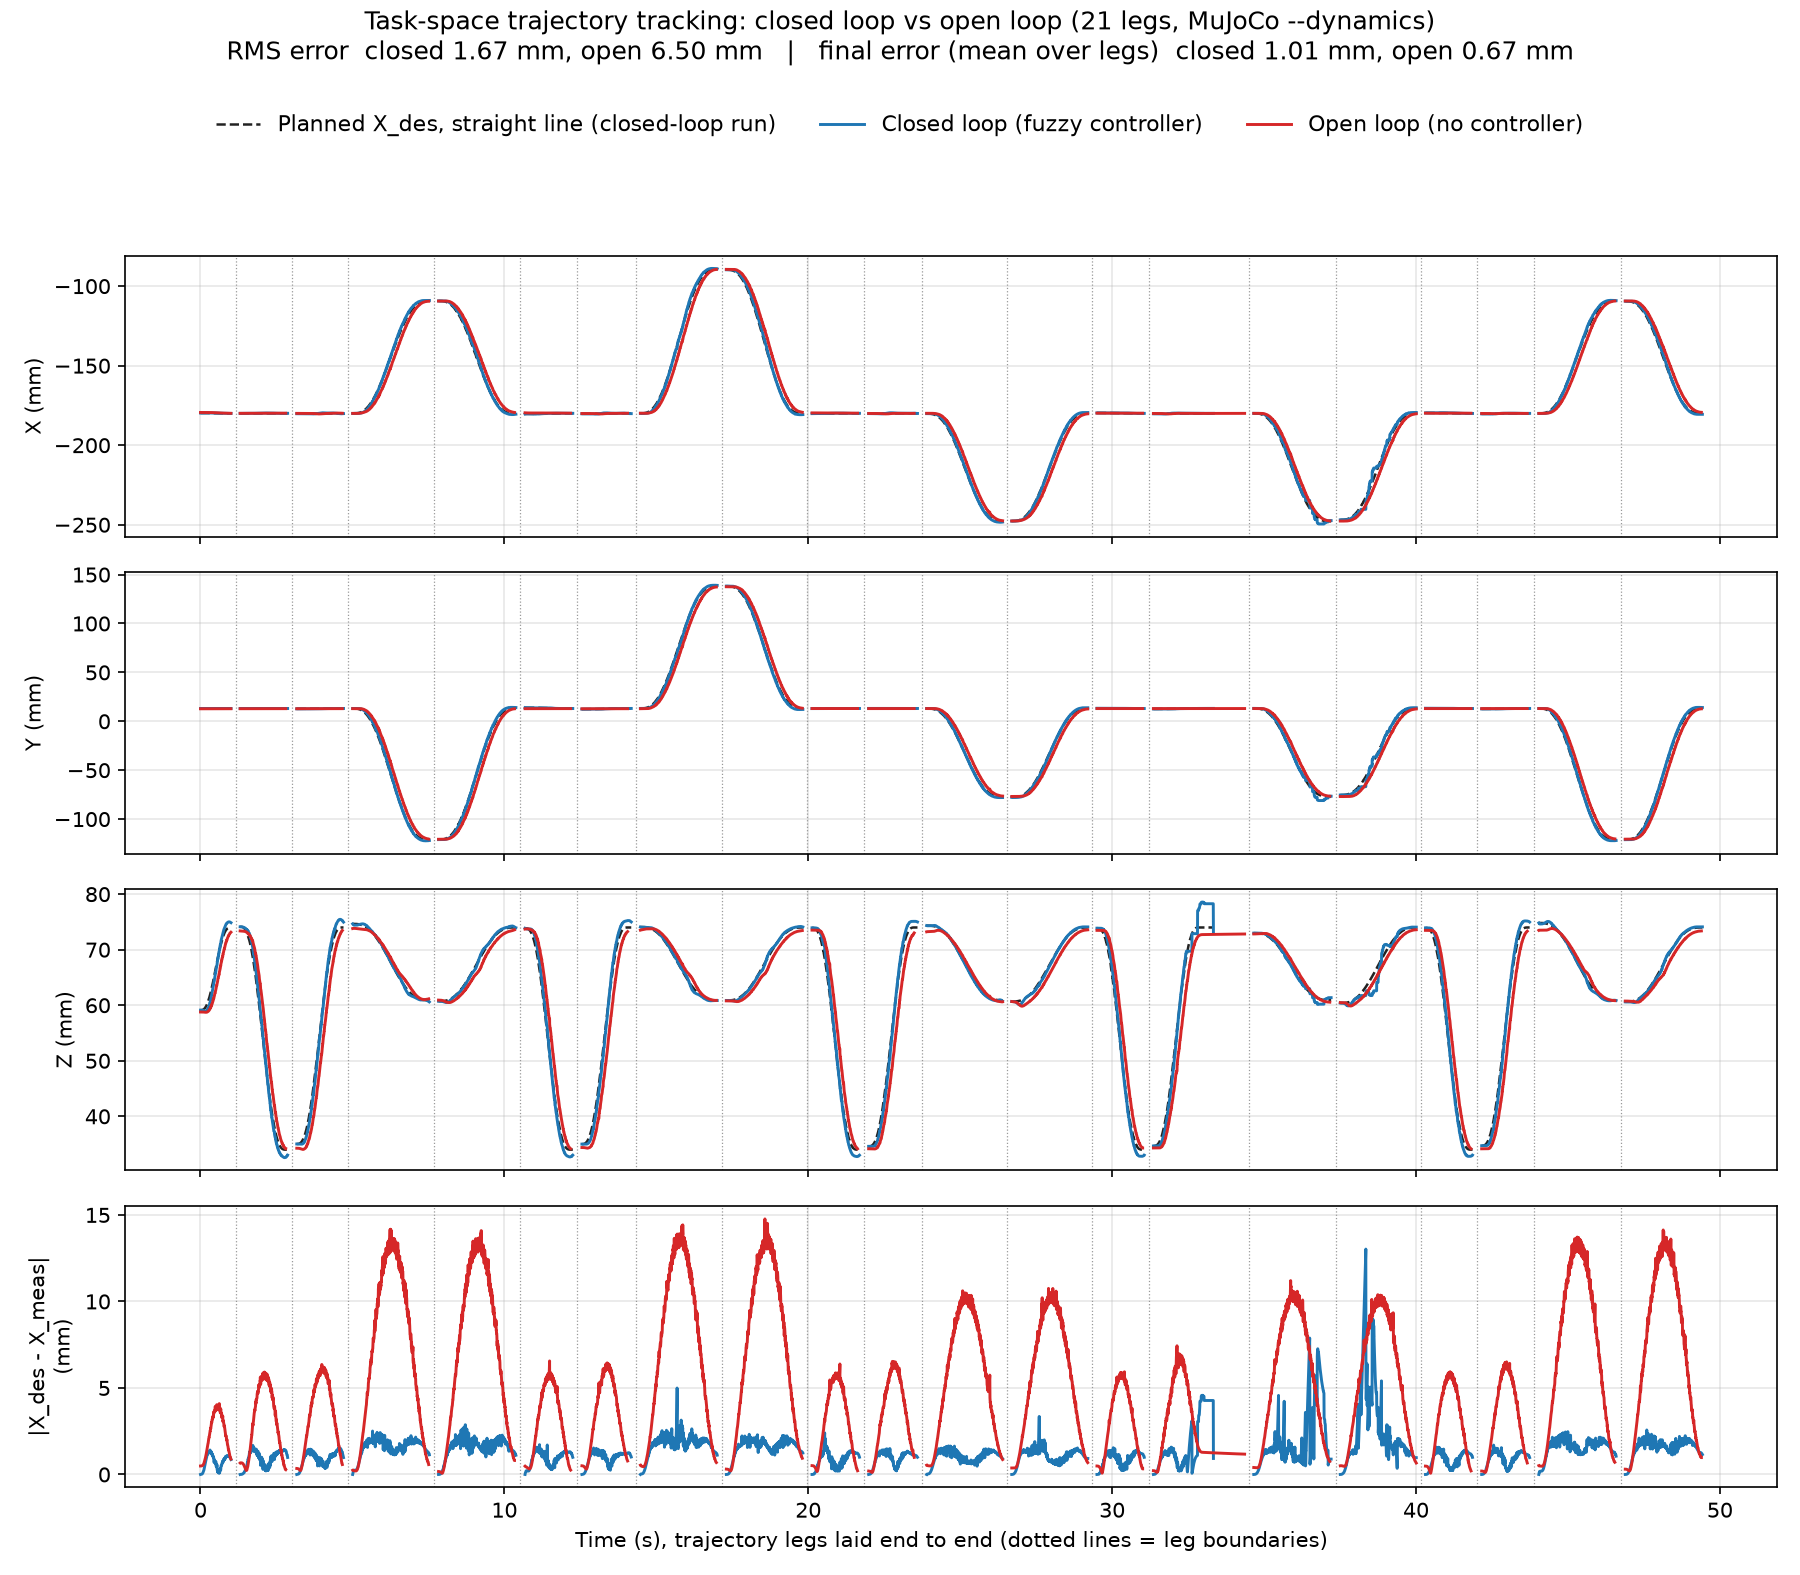 Task-space trajectory tracking: closed loop vs open loop (21 legs, MuJoCo --dynamics)
RMS error  closed 1.67 mm, open 6.50 mm   |   final error (mean over legs)  closed 1.01 mm, open 0.67 mm
Planned X_des, straight line (closed-loop run)
Closed loop (fuzzy controller)
Open loop (no controller)
X (mm)
−100
−150
−200
−250
Y (mm)
150
100
50
0
−50
−100
Z (mm)
80
70
60
50
40
|X_des - X_meas|
(mm)
15
10
5
0
0
10
20
30
40
50
Time (s), trajectory legs laid end to end (dotted lines = leg boundaries)